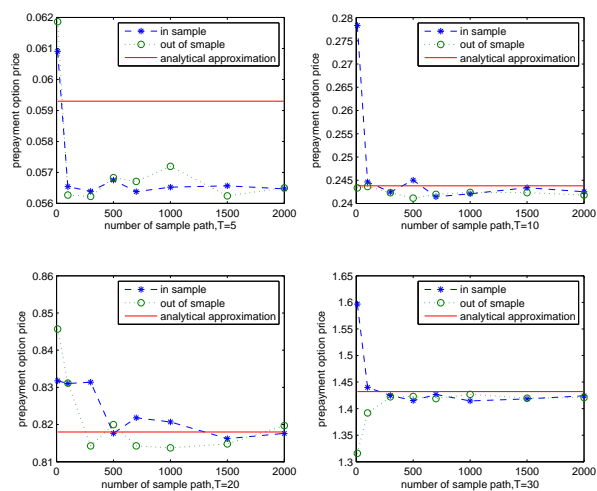 0.062
0.061
0.06
0.059
0.058
0.057
0.056
0
500
1000
1500
2000
number of sample path,T=5
prepayment option price
in sample
out of smaple
analytical approximation
0.28
0.275
0.27
0.265
0.26
0.255
0.25
0.245
0.24
0
500
1000
1500
2000
number of sample path,T=10
prepayment option price
in sample
out of smaple
analytical approximation
0.86
0.85
0.84
0.83
0.82
0.81
0
500
1000
1500
2000
number of sample path,T=20
prepayment option price
in sample
out of smaple
analytical approximation
1.65
1.6
1.55
1.5
1.45
1.4
1.35
1.3
0
500
1000
1500
2000
number of sample path,T=30
prepayment option price
in sample
out of smaple
analytical approximation